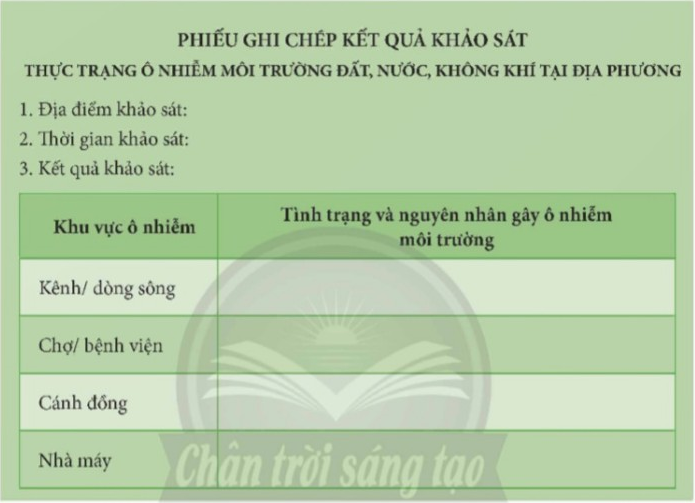 PHIẾU GHI CHÉP KẾT QUẢ KHẢO SÁT
THỰC TRẠNG Ô NHIỄM MÔI TRƯỜNG ĐẤT, NƯỚC, KHÔNG KHÍ TẠI ĐỊA PHƯƠNG
1. Địa điểm khảo sát:
2. Thời gian khảo sát:
3. Kết quả khảo sát:
Khu vực ô nhiễm
Tình trạng và nguyên nhân gây ô nhiễm
môi trường
Kênh/ dòng sông
Chợ/ bệnh viện
Cánh đồng
Nhà máy
Chân trời sáng tạo